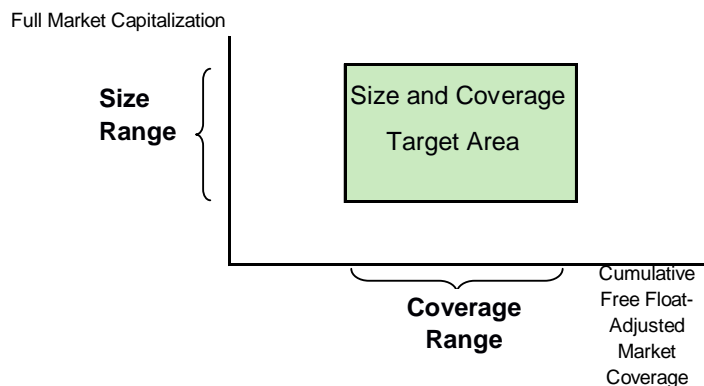 Full Market Capitalization
Size
Range
Size and Coverage
Target Area
Coverage
Range
Cumulative
Free Float-
Adjusted
Market
Coverage